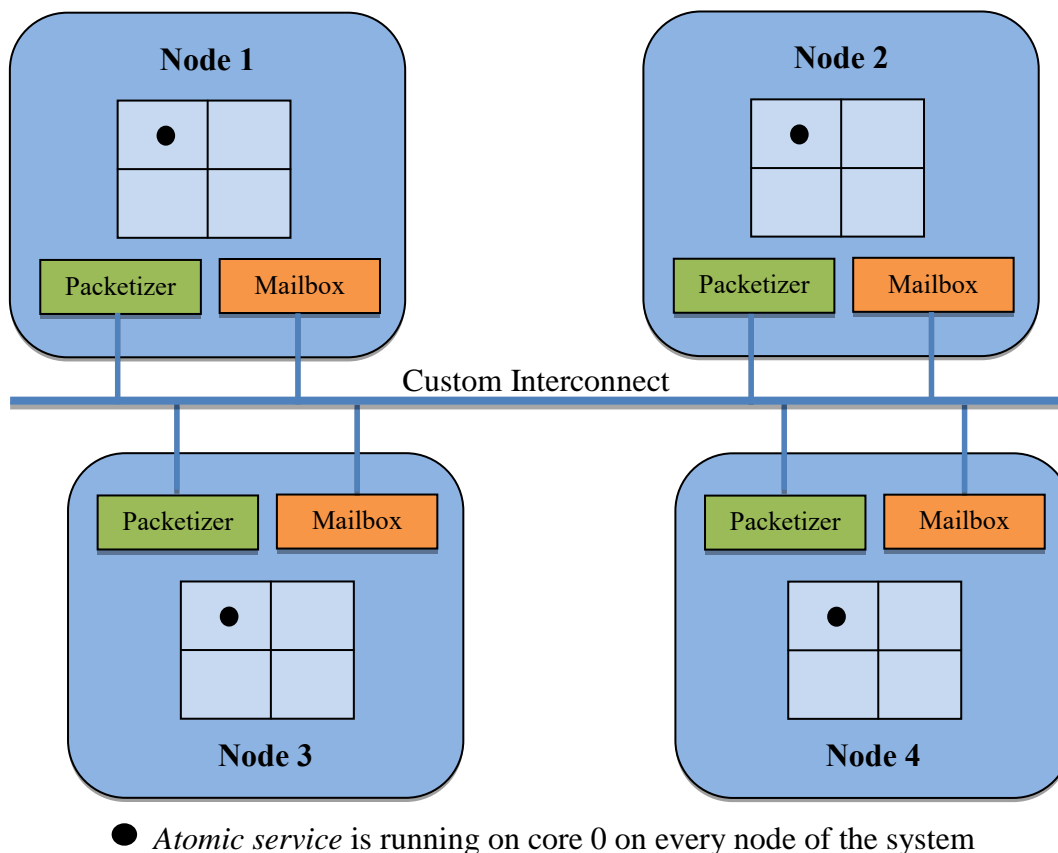 Node 1
Node 2
Packetizer
Mailbox
Packetizer
Mailbox
Custom Interconnect
Packetizer
Mailbox
Packetizer
Mailbox
Node 3
Node 4
Atomic service is running on core 0 on every node of the system